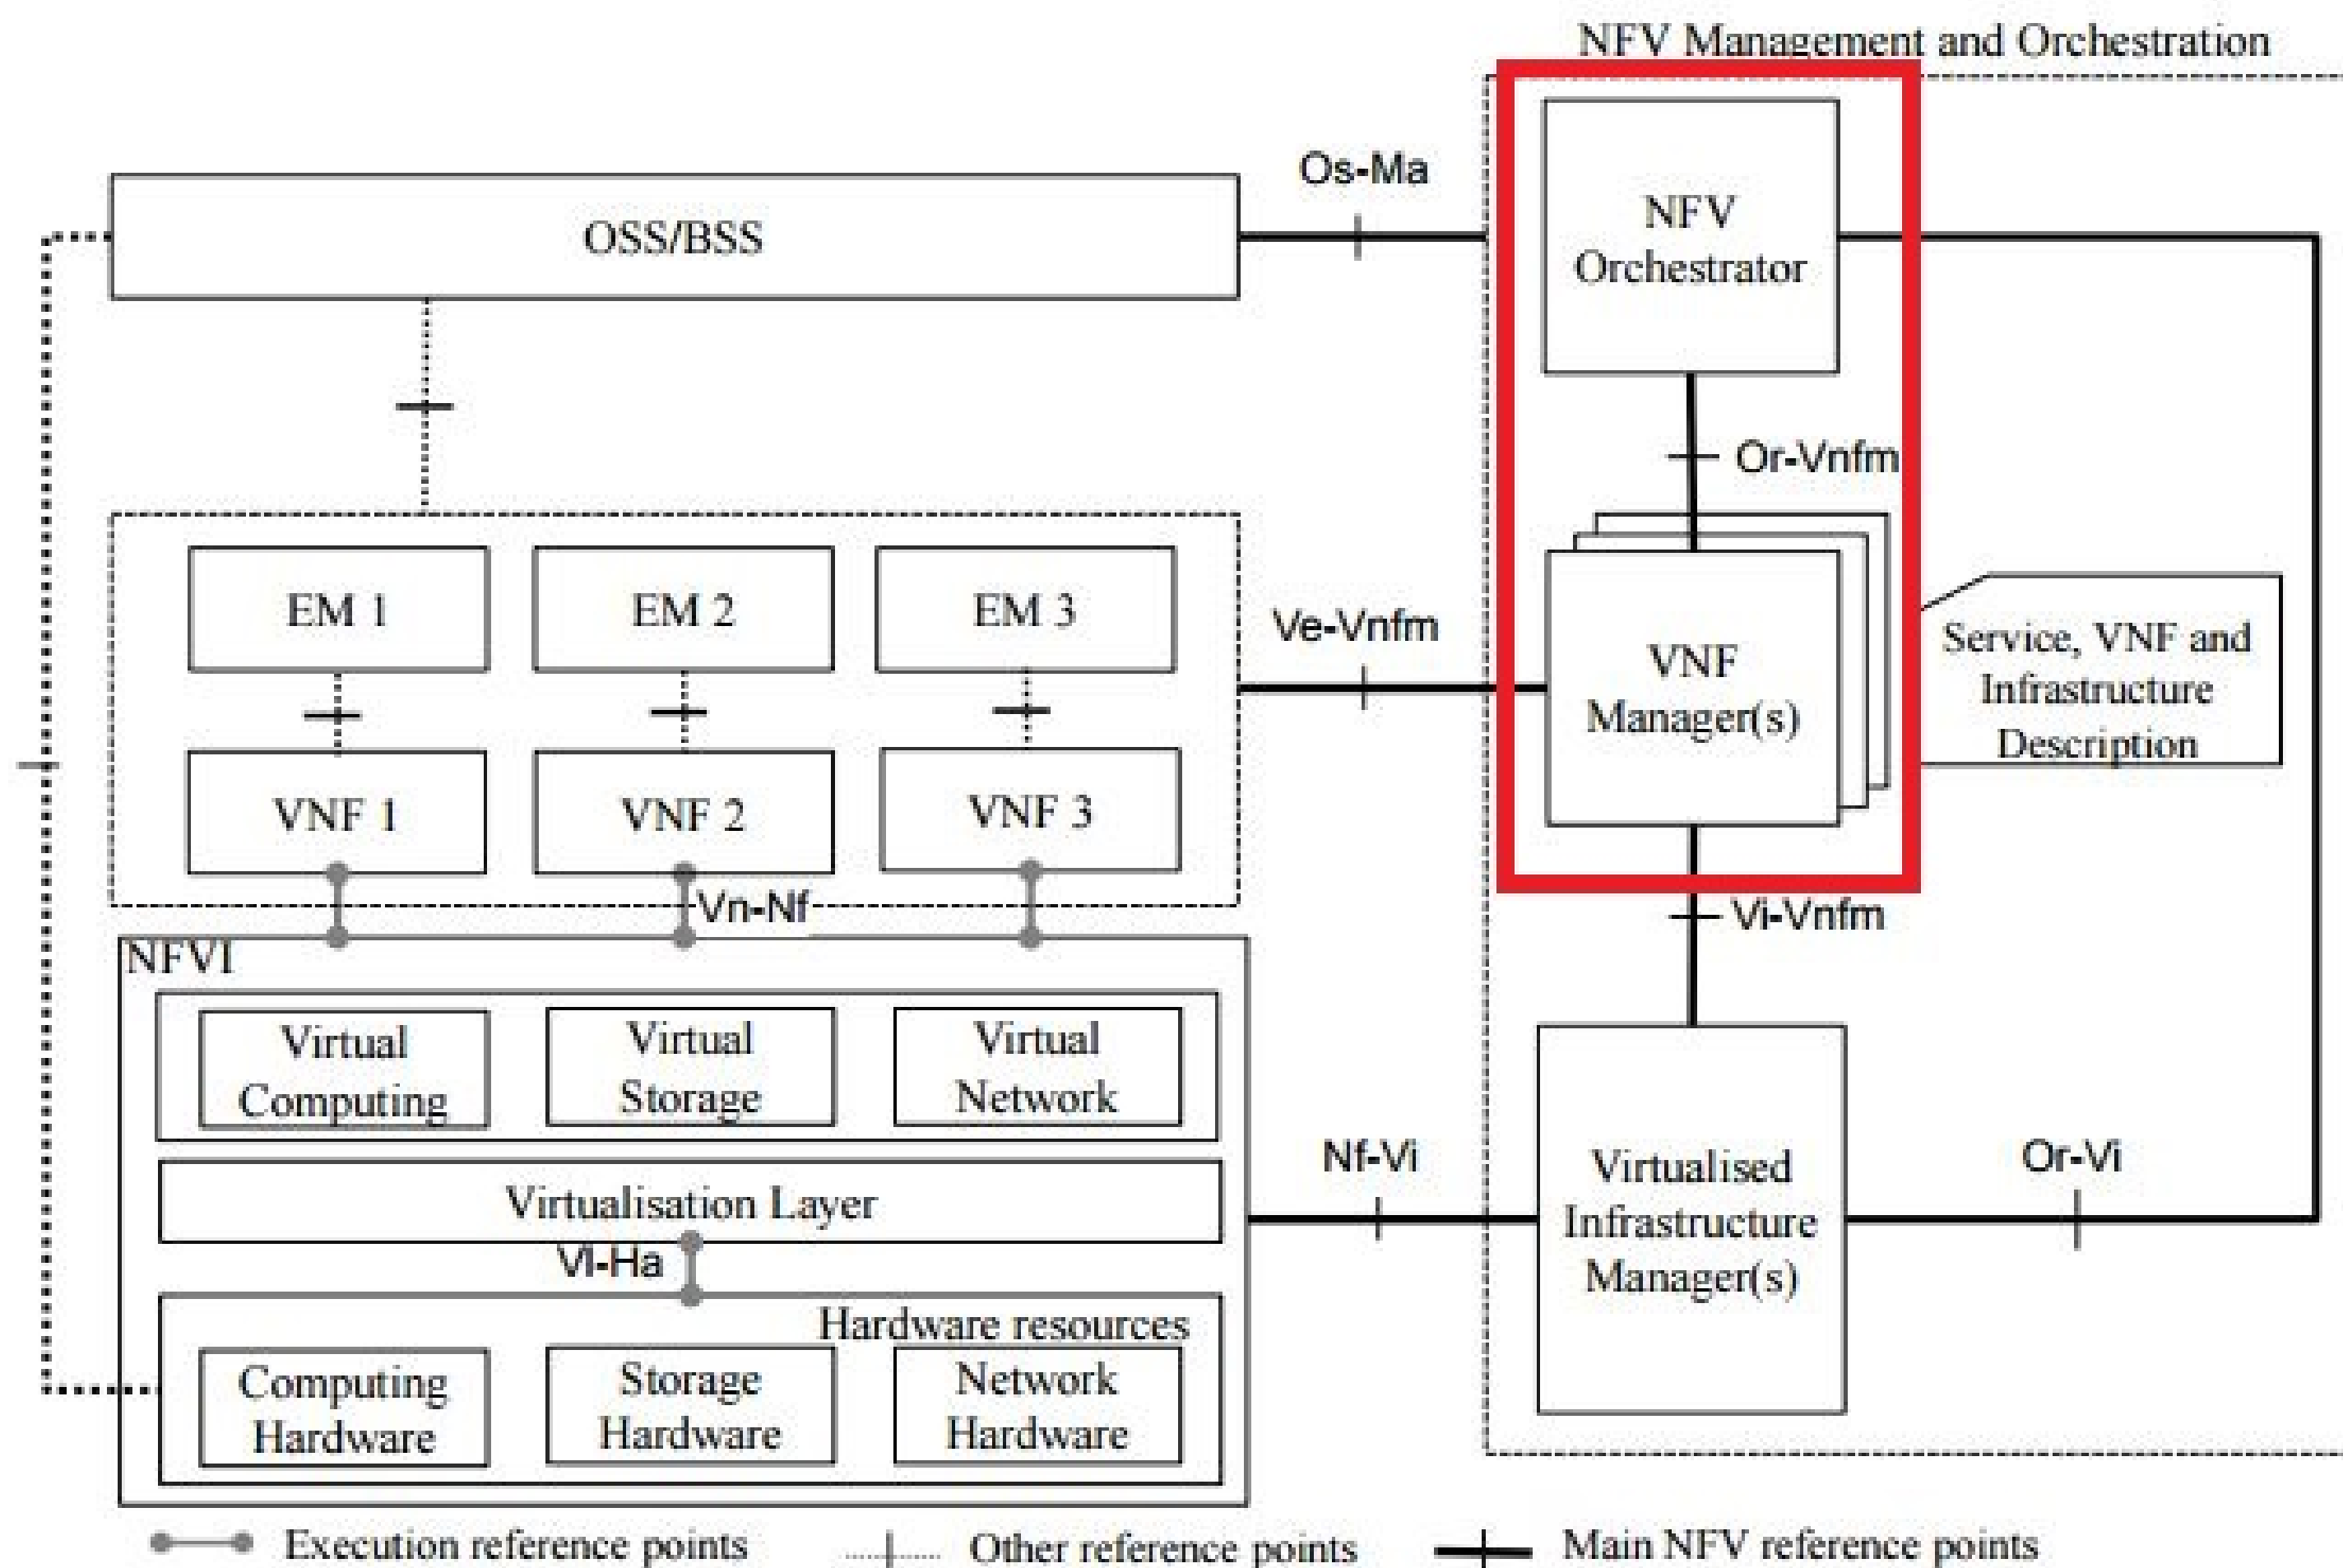 NFV Management and Orchestration
Os-Ma
OSS/BSS
NFV
Orchestrator
Or-Vnfm
EM 1
EM 2
EM 3
Ve-Vnfm
VNF
Manager(s)
Service, VNF and
Infrastructure
Description
VNF 1
VNF 2
VNF 3
Vn-Nf
Vi-Vnfm
NFVI
Virtual
Computing
Virtual
Storage
Virtual
Network
Nf-Vi
Virtualised
Infrastructure
Manager(s)
Or-Vi
Virtualisation Layer
Vl-Ha
Hardware resources
Computing
Hardware
Storage
Hardware
Network
Hardware
Execution reference points
Other reference points
Main NFV reference points